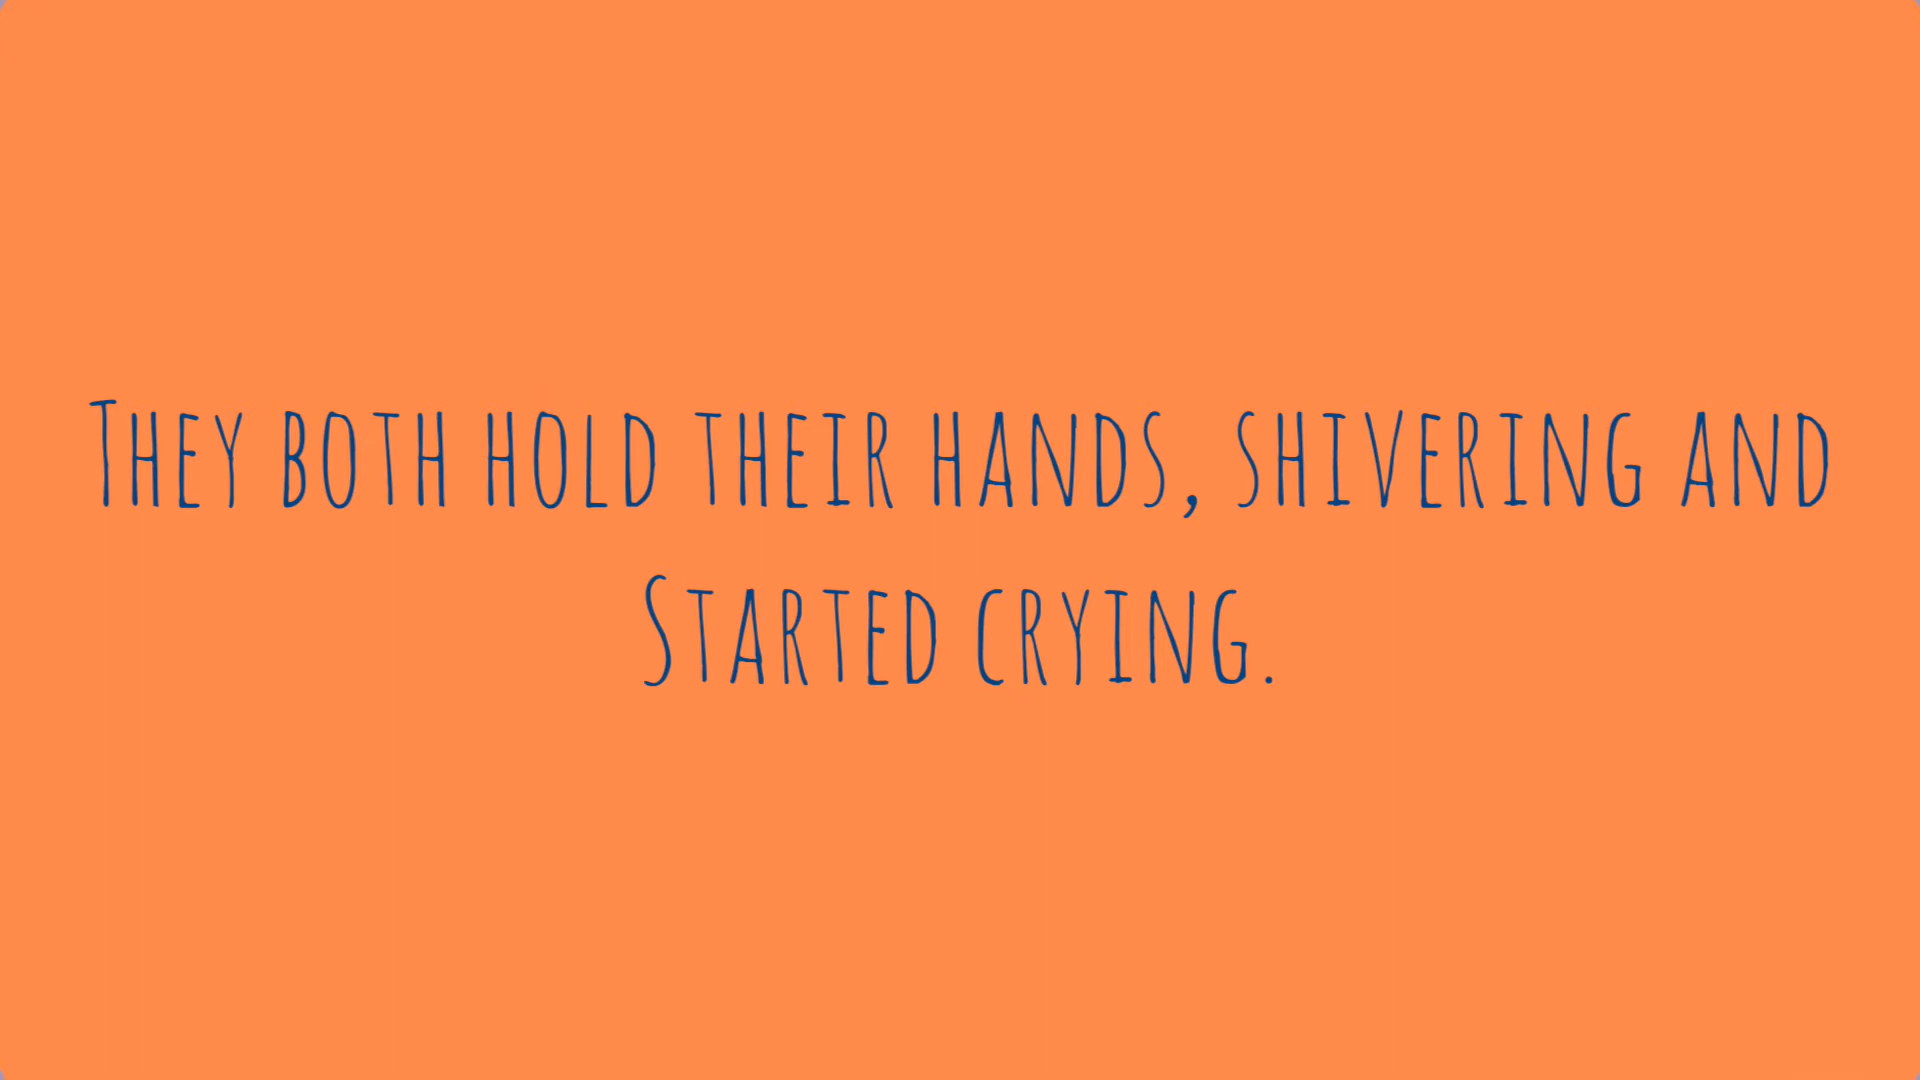 They both hold their hands, shivering and
Started crying.